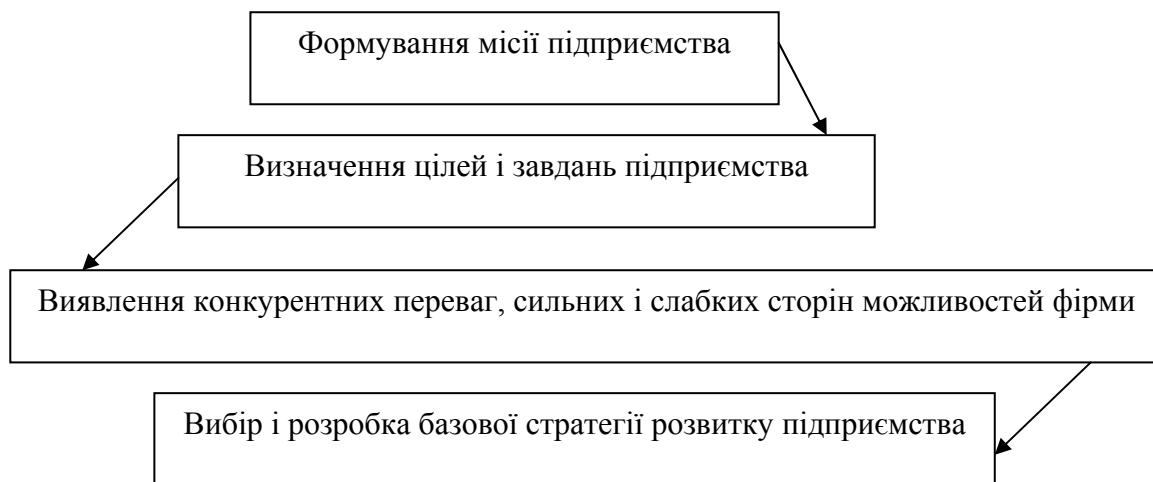 Формування місії підприємства
Визначення цілей і завдань підприємства
Виявлення конкурентних переваг, сильних і слабких сторін можливостей фірми
Вибір і розробка базової стратегії розвитку підприємства